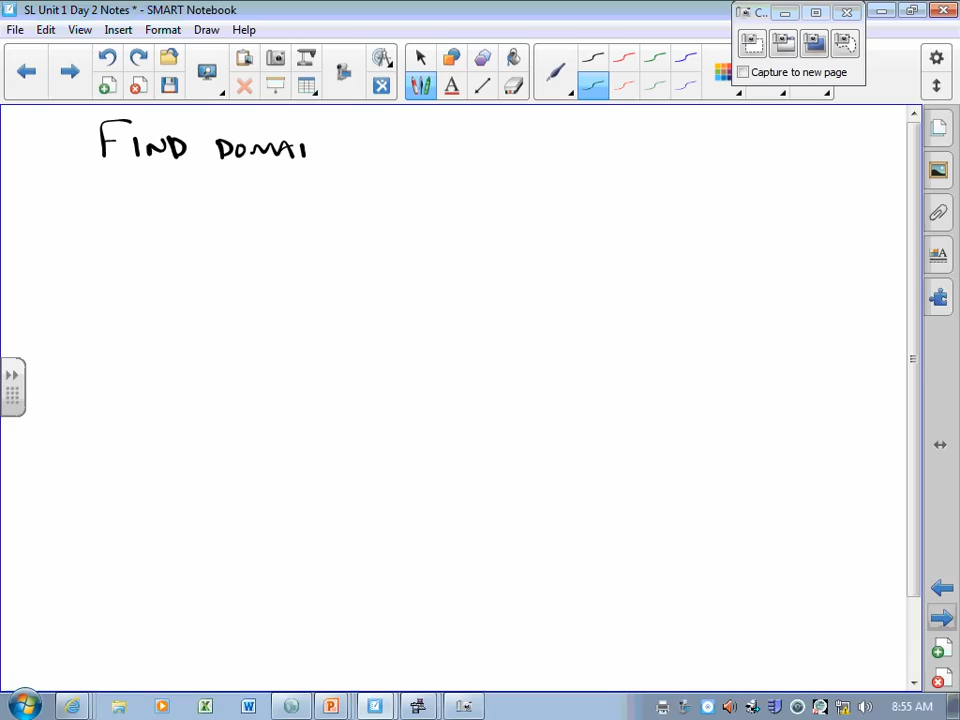 SL Unit 1 Day 2 Notes * - SMART Notebook
C..
File Edit View Insert Format Draw Help
Capture to new page
FIND DOMAI
8:55 AM